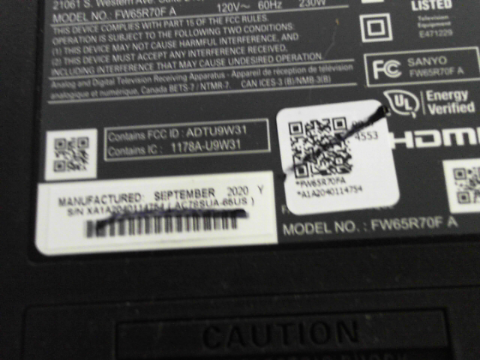 MODEL NO.: FW65R70F A
120V~ 60Hz 230W
LISTED
THIS DEVICE COMPLIES WITH PART 15 OF THE FCC RULES.
OPERATION IS SUBJECT TO THE FOLLOWING TWO CONDITIONS:
(1) THIS DEVICE MAY NOT CAUSE HARMFUL INTERFERENCE, AND
(2) THIS DEVICE MUST ACCEPT ANY INTERFERENCE RECEIVED,
INCLUDING INTERFERENCE THAT MAY CAUSE UNDESIRED OPERATION.
Analog and Digital Television Receiving Apparatus - Appareil de réception de télévision
analogique et numérique, Canada BETS-7 / NTMR 7 CAN ICES-3 (B)/NMB-3(B)
Television
Equipment
E471229
FC SANYO
FW65R70F A
UL Energy
Verified
HDMI
Contains FCC ID : ADTU9W31
Contains IC : 1178A-U9W31
4553
*FW65R70FA
*A1A2040114754
MANUFACTURED: SEPTEMBER 2020 Y
S/N XA1A2040114754
MODEL NO. : FW65R70F A
CAUTION